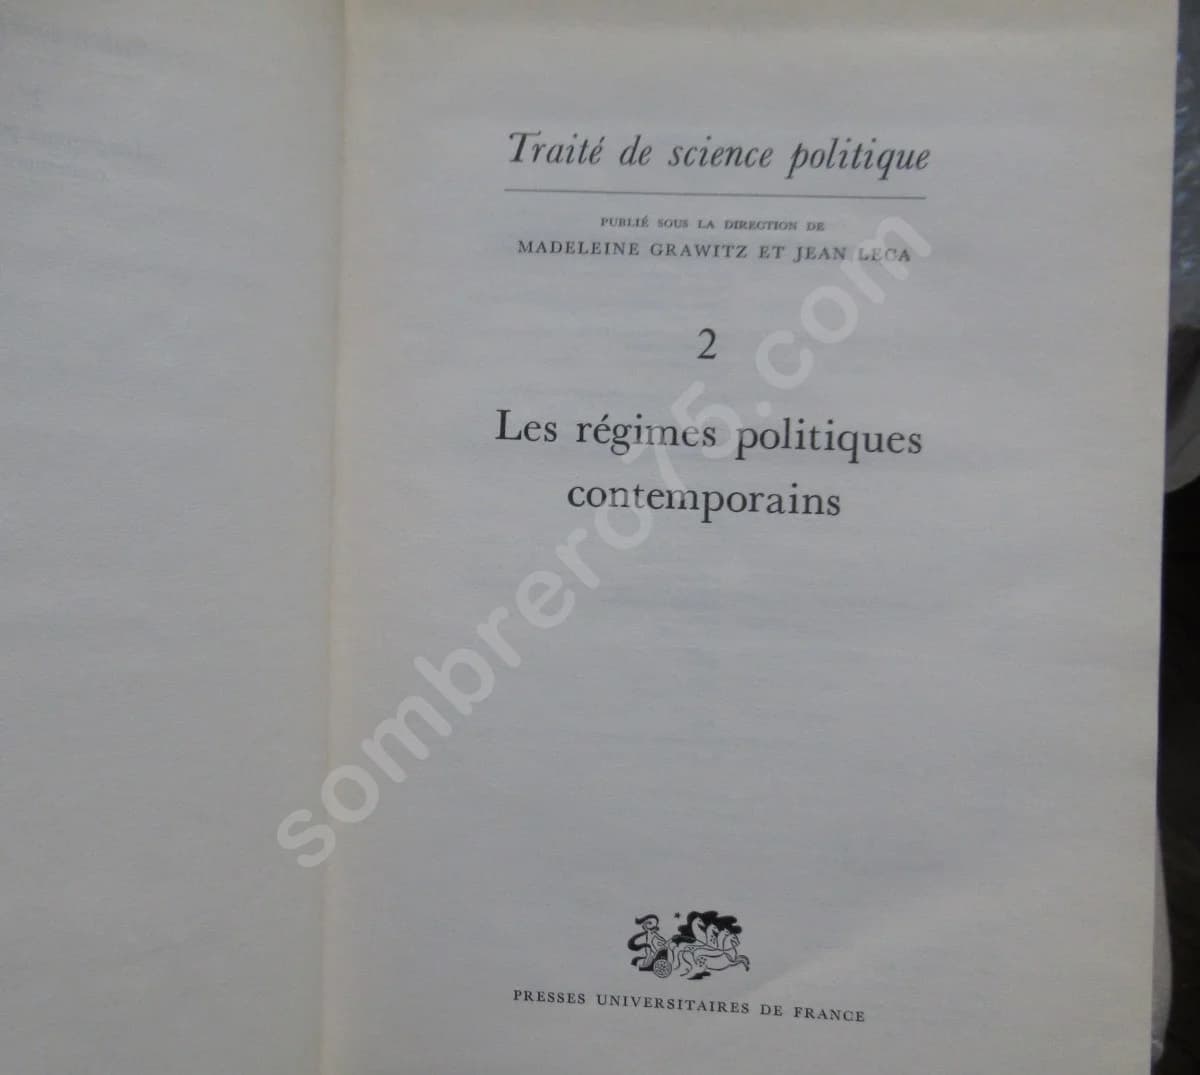 Traité de science politique
PUBLIÉ SOUS LA DIRECTION DE
MADELEINE GRAWITZ ET JEAN LECA
2
Les régimes politiques
contemporains
PRESSES UNIVERSITAIRES DE FRANCE
sombrero75.com